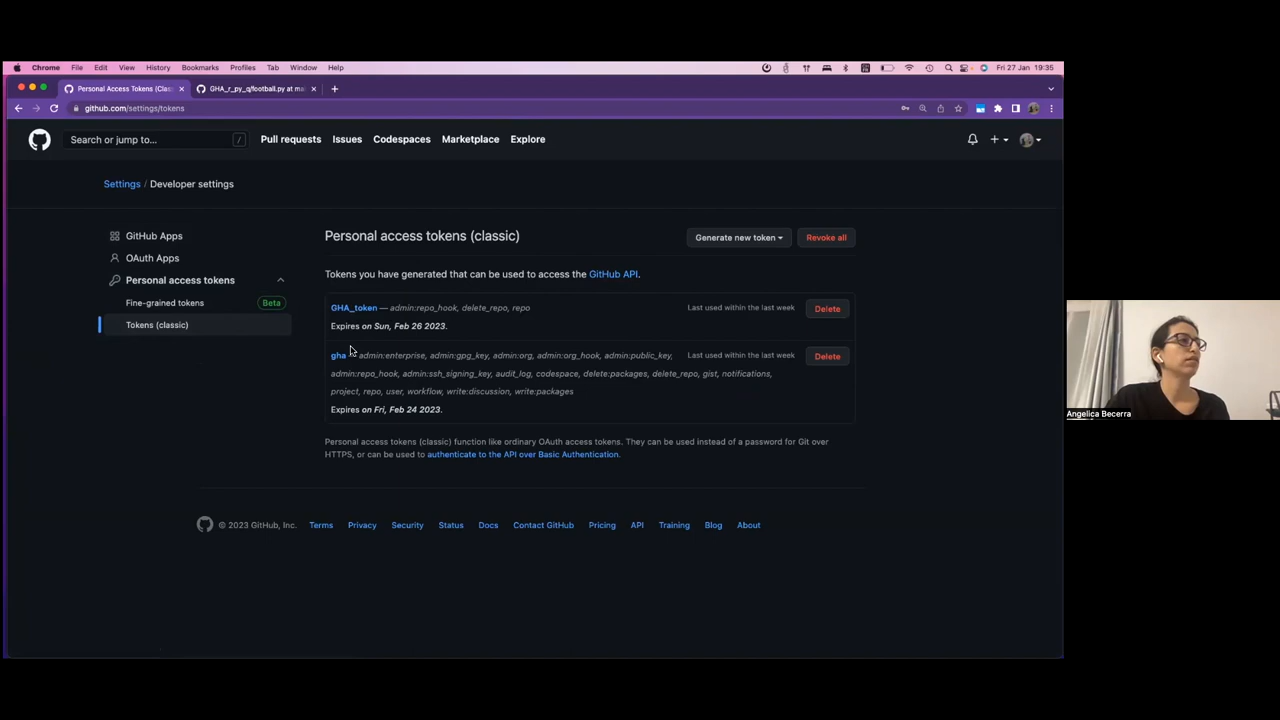 Chrome File Edit View History Bookmarks Profiles Tab Window Help Fri 27 Jan 19:35
Personal Access Tokens (Clas GHA_r_py_q/football.py at ma
github.com/settings/tokens
Search or jump to... / Pull requests Issues Codespaces Marketplace Explore
Settings / Developer settings
GitHub Apps
OAuth Apps
Personal access tokens
Fine-grained tokens Beta
Tokens (classic)
Personal access tokens (classic) Generate new token Revoke all
Tokens you have generated that can be used to access the GitHub API.
GHA_token — admin:repo_hook, delete_repo, repo Last used within the last week Delete
Expires on Sun, Feb 26 2023.
gha admin:enterprise, admin:gpg_key, admin:org, admin:org_hook, admin:public_key, Last used within the last week Delete
admin:repo_hook, admin:ssh_signing_key, audit_log, codespace, delete:packages, delete_repo, gist, notifications,
project, repo, user, workflow, write:discussion, write:packages
Expires on Fri, Feb 24 2023.
Personal access tokens (classic) function like ordinary OAuth access tokens. They can be used instead of a password for Git over
HTTPS, or can be used to authenticate to the API over Basic Authentication.
© 2023 GitHub, Inc. Terms Privacy Security Status Docs Contact GitHub Pricing API Training Blog About
Angelica Becerra